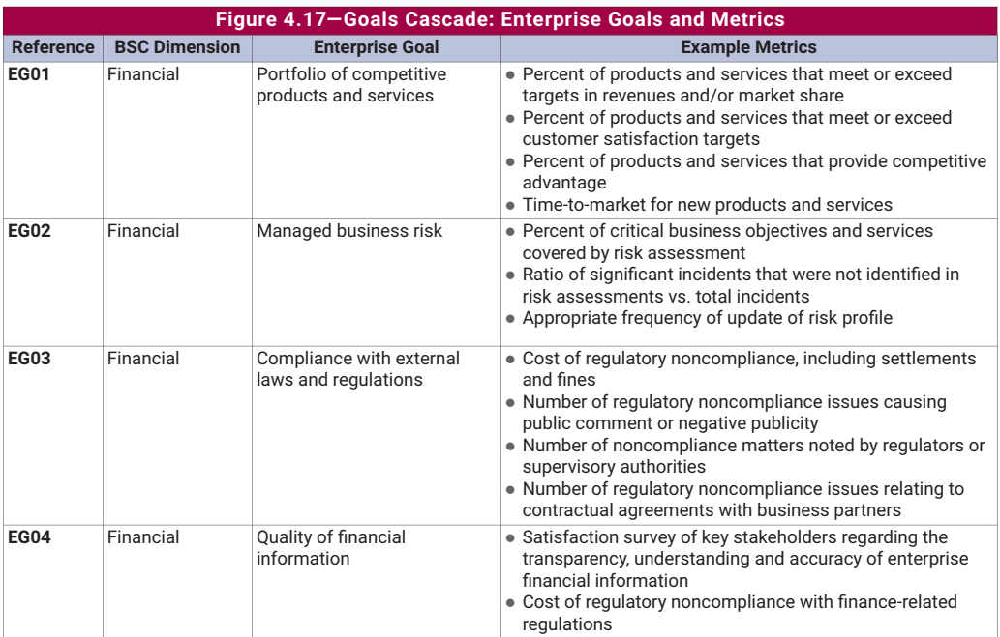 Figure 4.17—Goals Cascade: Enterprise Goals and Metrics
Reference BSC Dimension Enterprise Goal Example Metrics
EG01 Financial Portfolio of competitive products and services
● Percent of products and services that meet or exceed
targets in revenues and/or market share
● Percent of products and services that meet or exceed
customer satisfaction targets
● Percent of products and services that provide competitive
advantage
● Time-to-market for new products and services
EG02 Financial Managed business risk
● Percent of critical business objectives and services
covered by risk assessment
● Ratio of significant incidents that were not identified in
risk assessments vs. total incidents
● Appropriate frequency of update of risk profile
EG03 Financial Compliance with external laws and regulations
● Cost of regulatory noncompliance, including settlements
and fines
● Number of regulatory noncompliance issues causing
public comment or negative publicity
● Number of noncompliance matters noted by regulators or
supervisory authorities
● Number of regulatory noncompliance issues relating to
contractual agreements with business partners
EG04 Financial Quality of financial information
● Satisfaction survey of key stakeholders regarding the
transparency, understanding and accuracy of enterprise
financial information
● Cost of regulatory noncompliance with finance-related
regulations